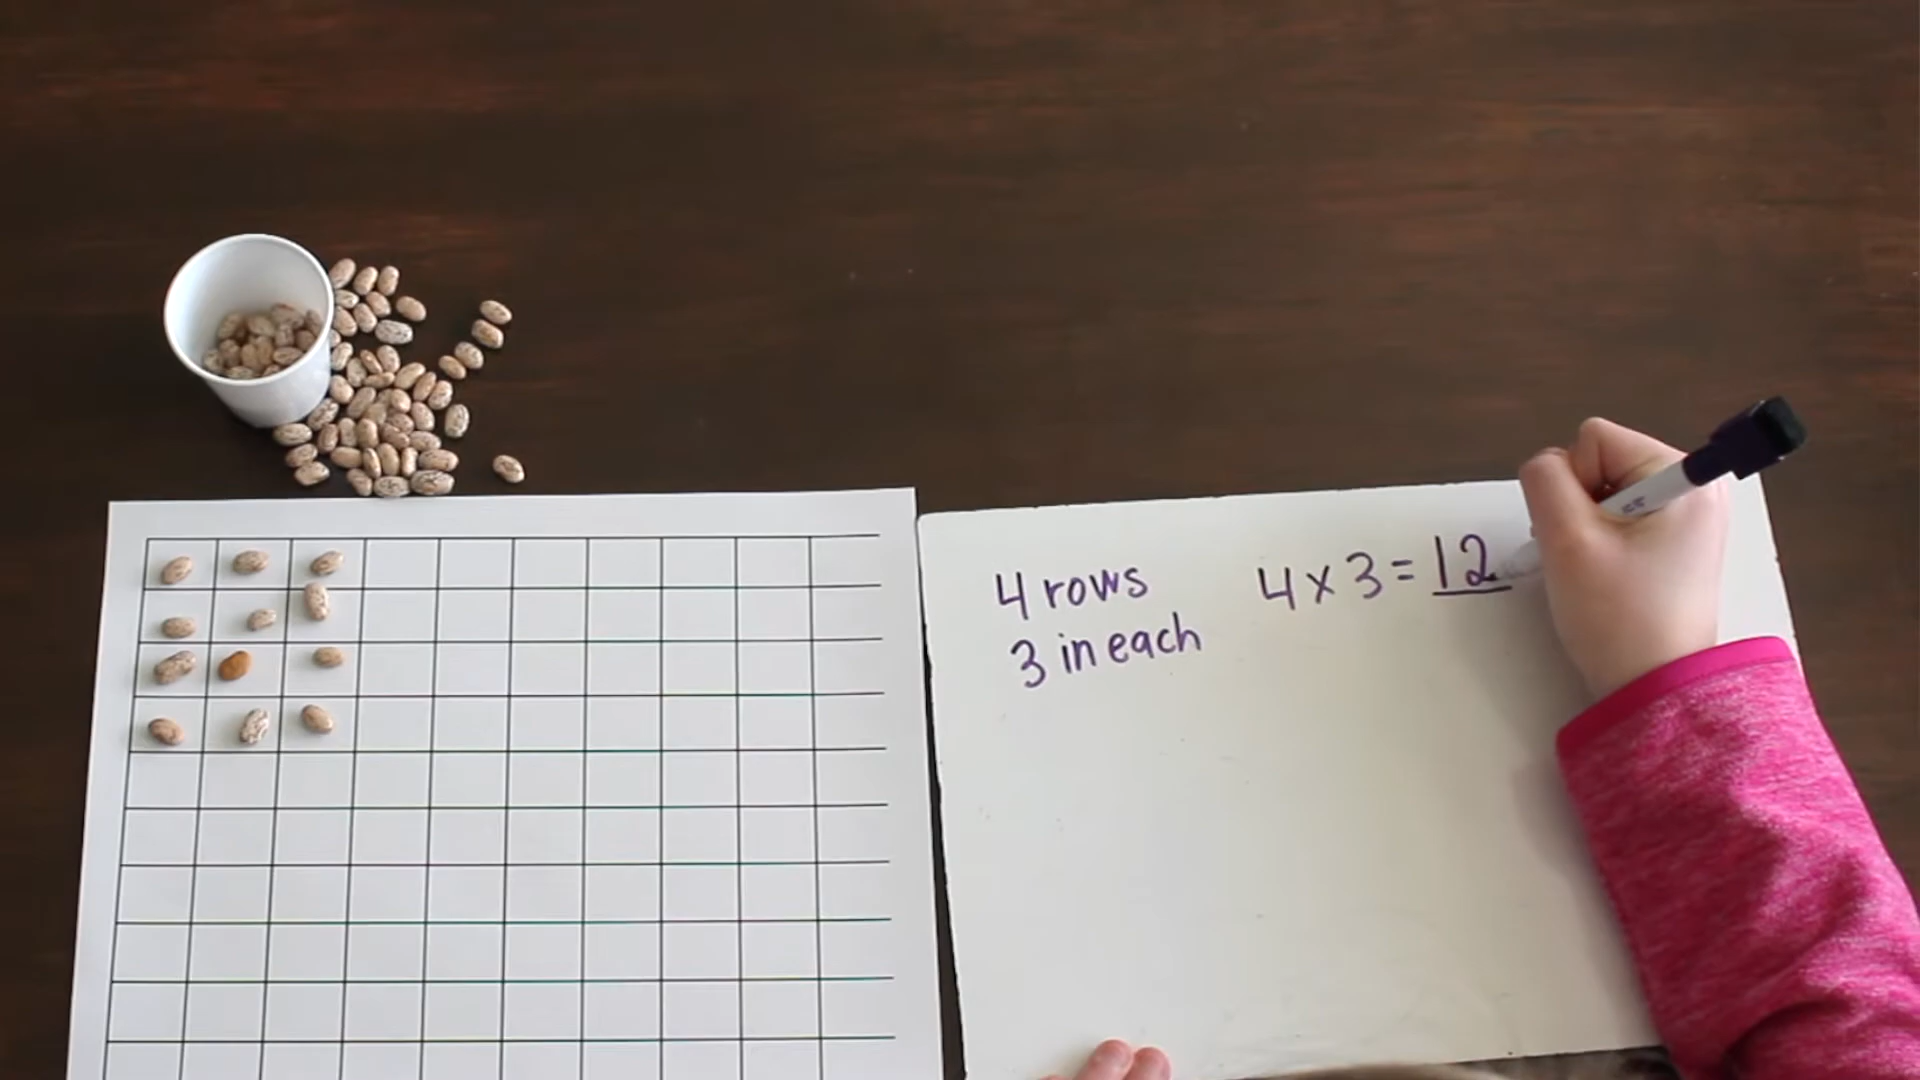 4 rows
3 in each
4 x 3 = 12